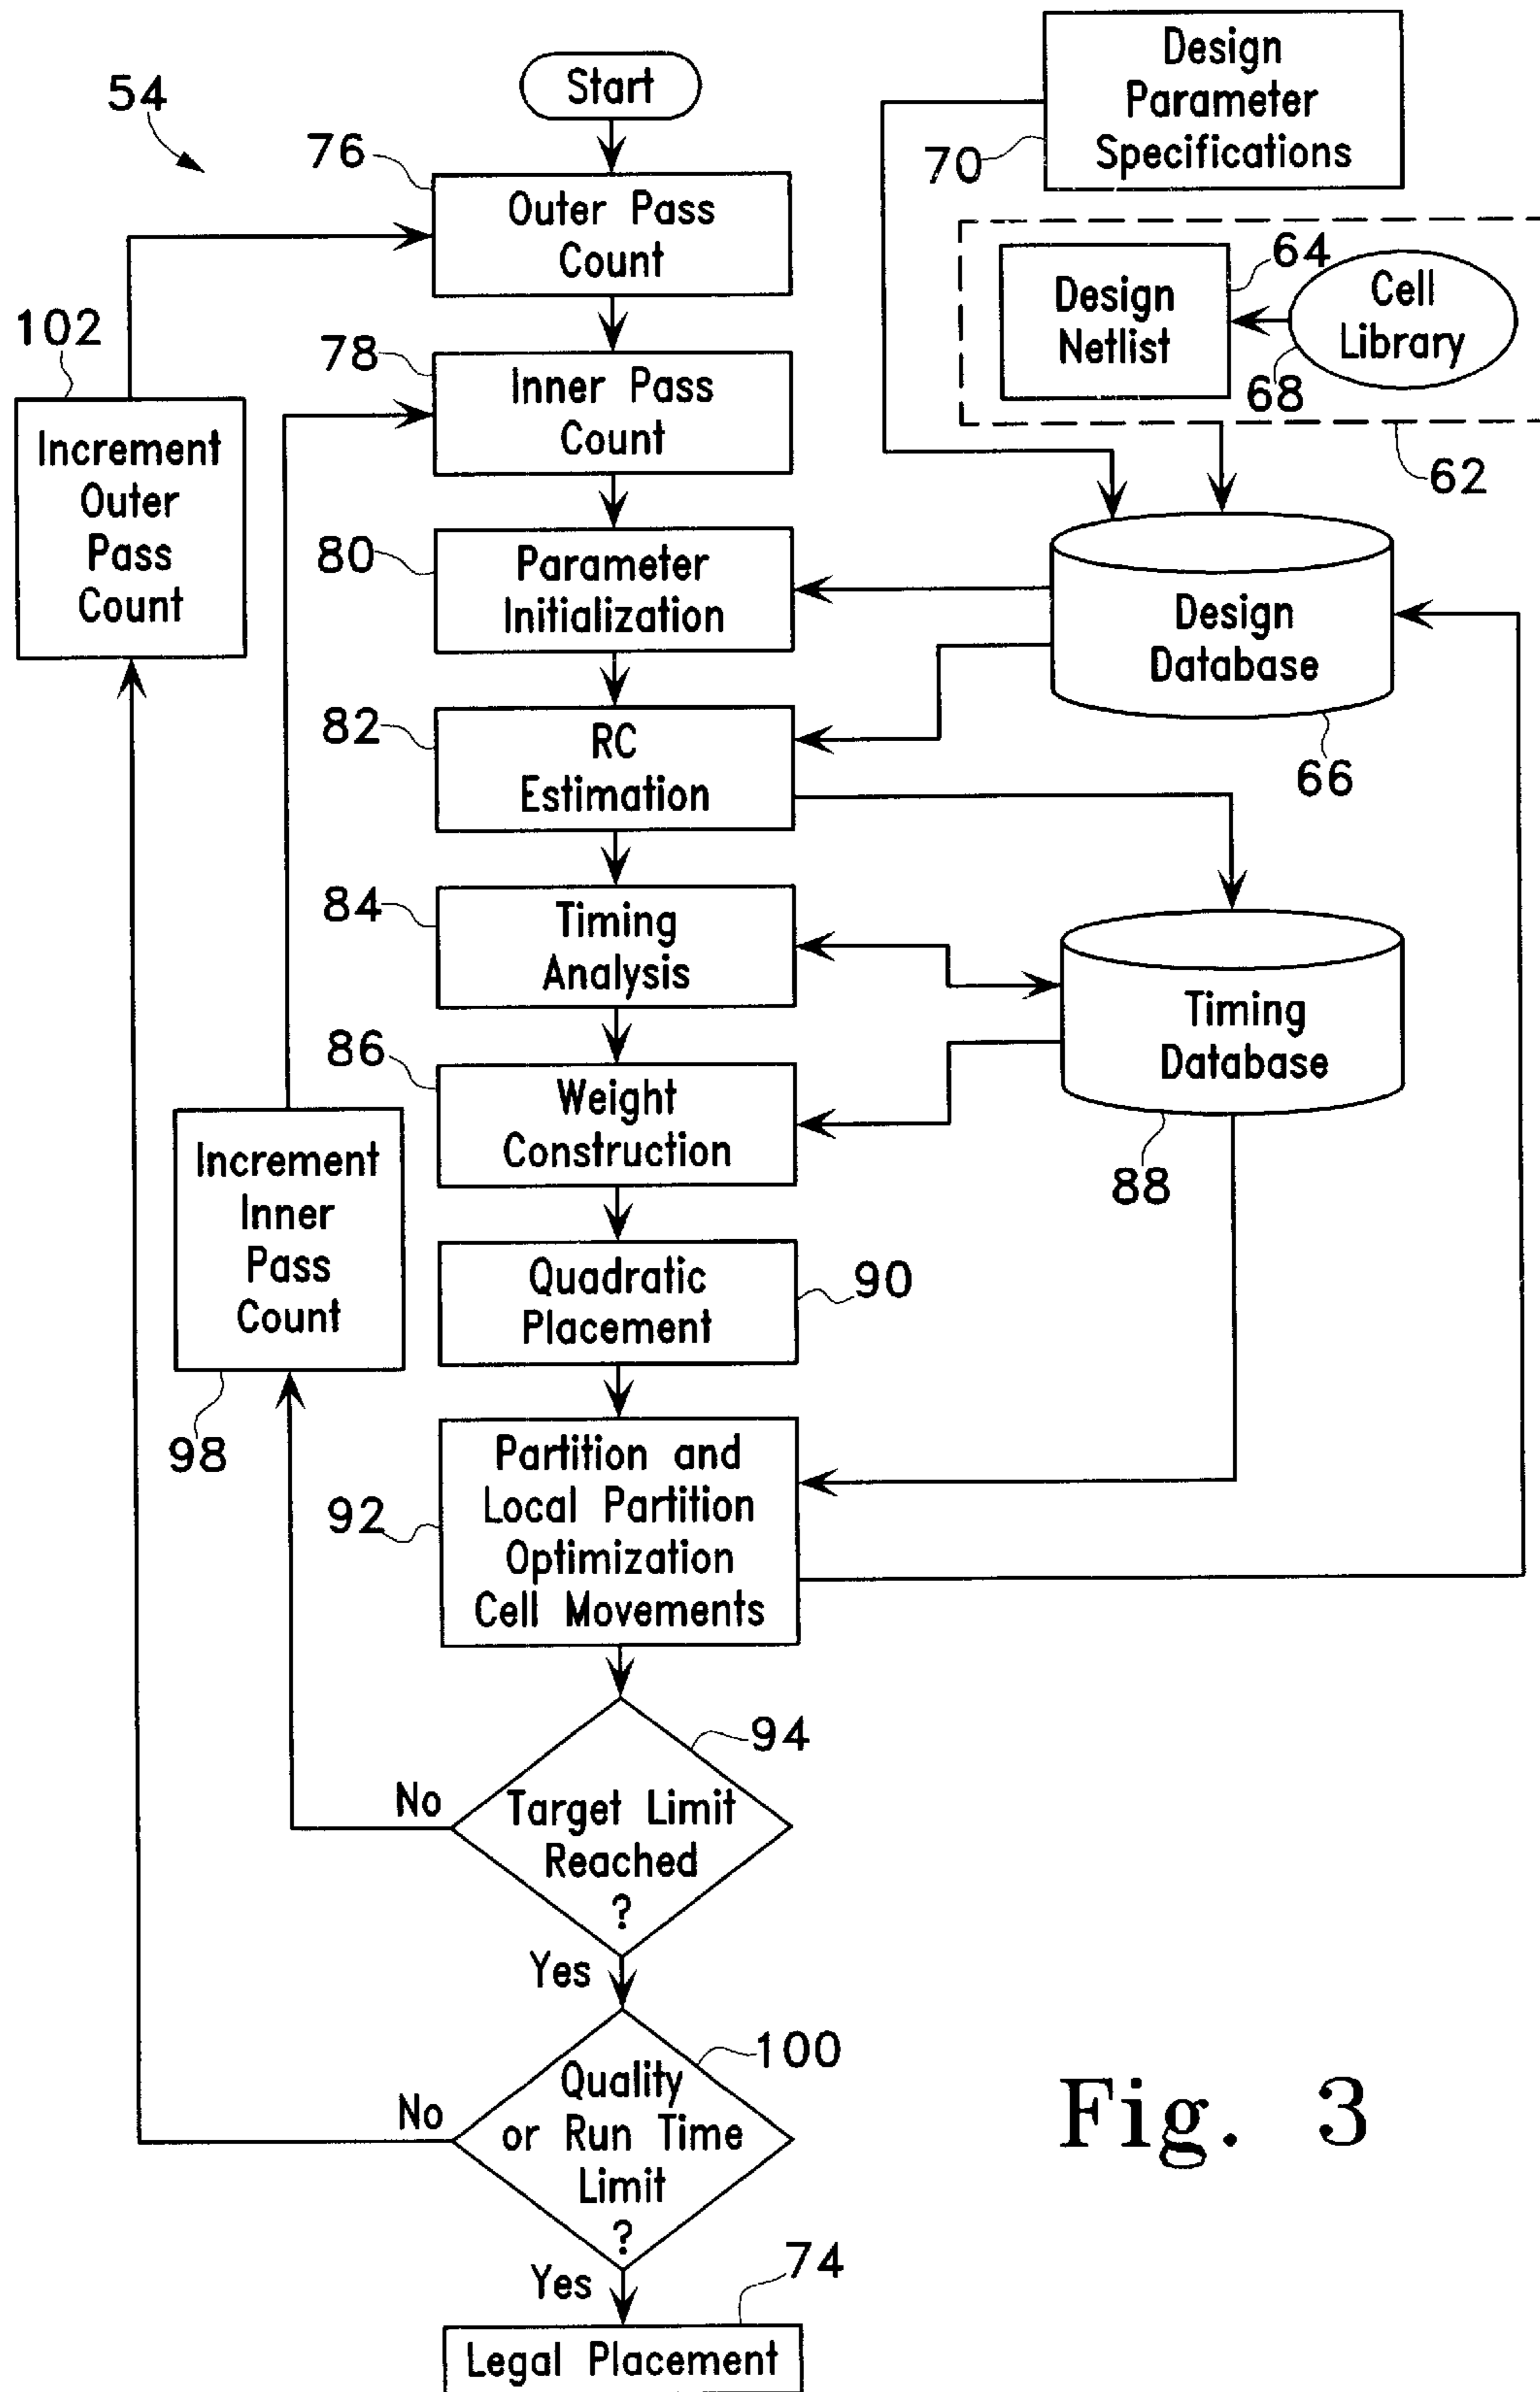 54
Start
76
Outer Pass
Count
Design
Parameter
Specifications
70
64
Design
Netlist
Cell
Library
68
62
102
Increment
Outer
Pass
Count
78
Inner Pass
Count
80
Parameter
Initialization
Design
Database
66
82
RC
Estimation
84
Timing
Analysis
Timing
Database
88
86
Weight
Construction
Increment
Inner
Pass
Count
98
Quadratic
Placement
90
92
Partition and
Local Partition
Optimization
Cell Movements
94
Target Limit
Reached
?
No
Yes
100
Quality
or Run Time
Limit
?
No
Yes
74
Legal Placement
Fig. 3